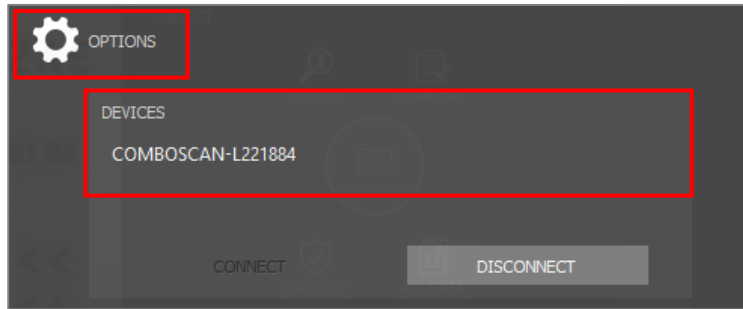 OPTIONS
DEVICES
COMBOSCAN-L221884
CONNECT
DISCONNECT